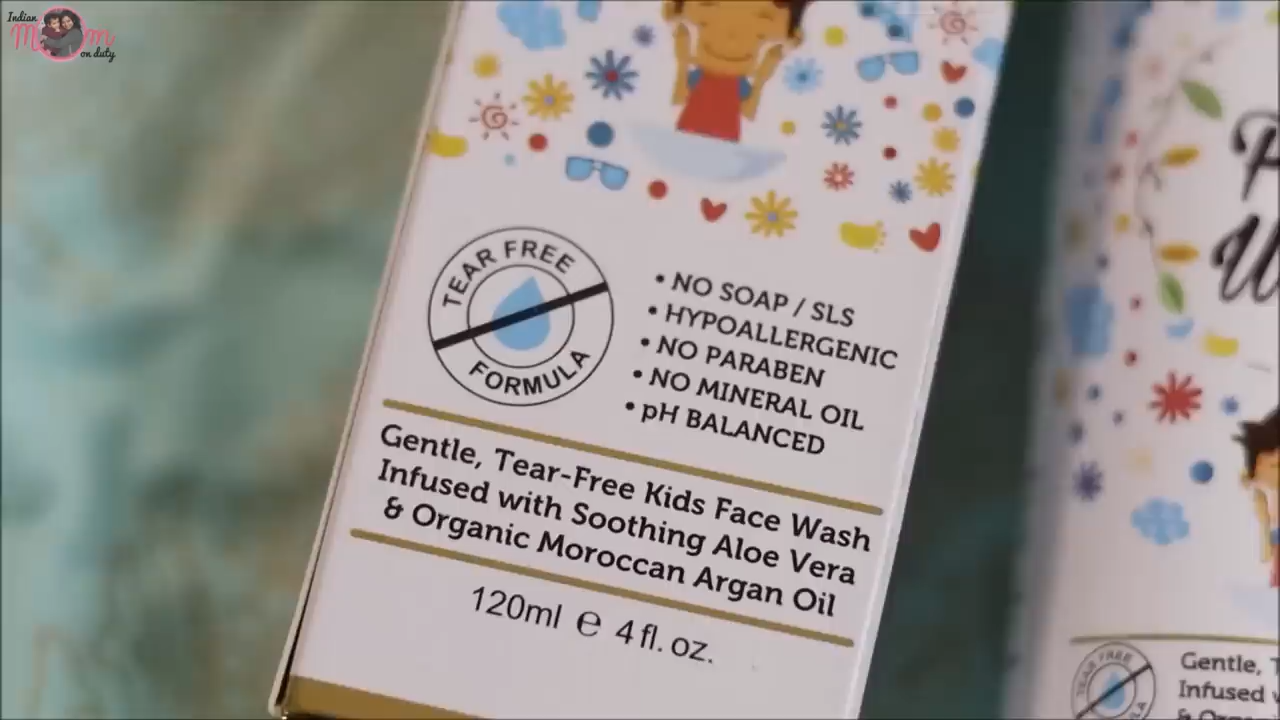 Indian
Mom
on duty
TEAR FREE
FORMULA
• NO SOAP / SLS
• HYPOALLERGENIC
• NO PARABEN
• NO MINERAL OIL
• pH BALANCED
Gentle, Tear-Free Kids Face Wash
Infused with Soothing Aloe Vera
& Organic Moroccan Argan Oil
120ml ℮ 4 fl. oz.
TEAR FREE
Gentle,
Infused